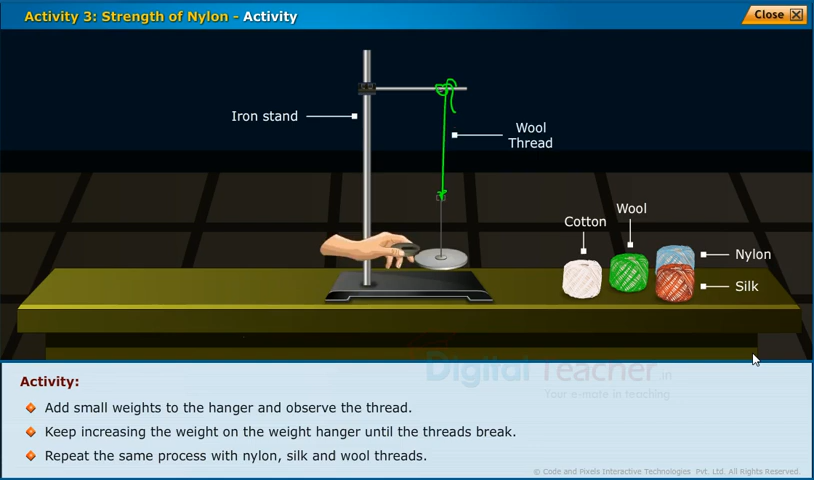 Activity 3: Strength of Nylon - Activity
Close
Iron stand
Wool
Thread
Wool
Cotton
Nylon
Silk
Digital Teacher.in
Your e-mate in teaching
Activity:
Add small weights to the hanger and observe the thread.
Keep increasing the weight on the weight hanger until the threads break.
Repeat the same process with nylon, silk and wool threads.
© Code and Pixels Interactive Technologies Pvt. Ltd. All Rights Reserved.